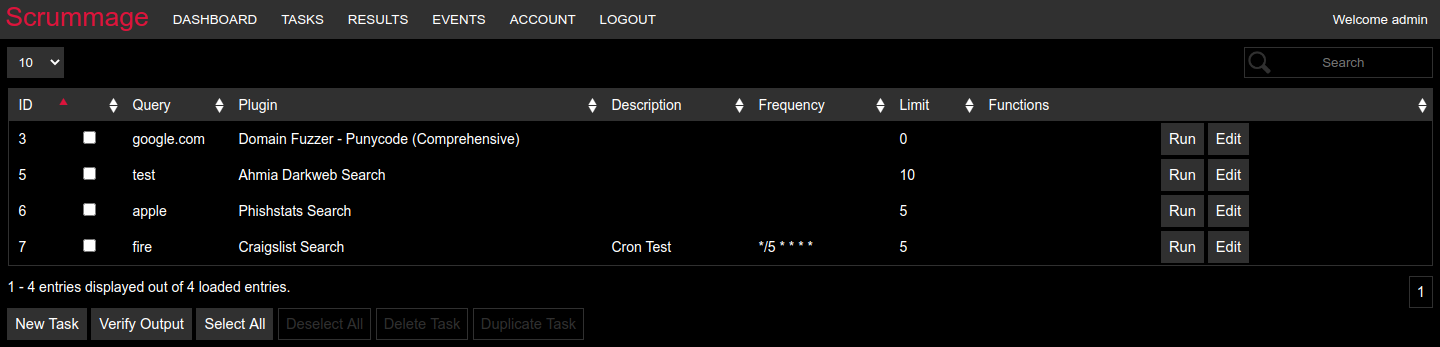 Scrummage DASHBOARD TASKS RESULTS EVENTS ACCOUNT LOGOUT Welcome admin
10 Search
ID Query Plugin Description Frequency Limit Functions
3 google.com Domain Fuzzer - Punycode (Comprehensive) 0 Run Edit
5 test Ahmia Darkweb Search 10 Run Edit
6 apple Phishstats Search 5 Run Edit
7 fire Craigslist Search Cron Test */5 * * * * 5 Run Edit
1 - 4 entries displayed out of 4 loaded entries. 1
New Task Verify Output Select All Deselect All Delete Task Duplicate Task